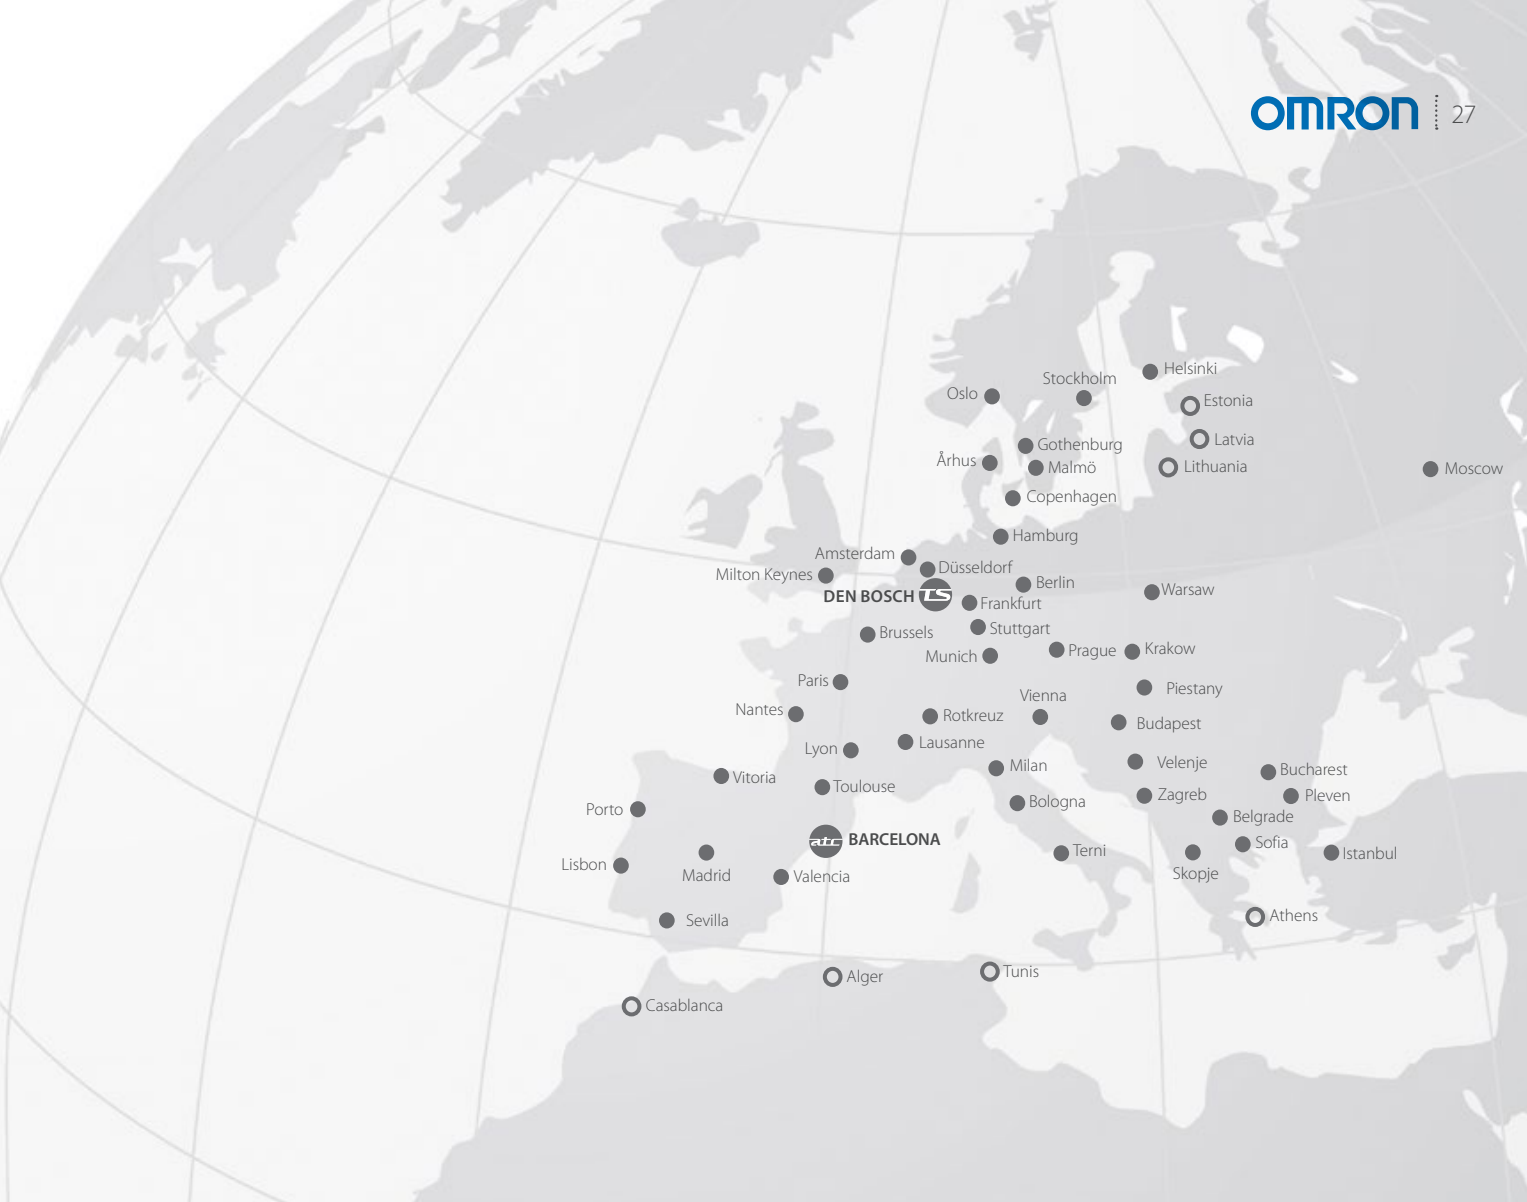 OMRON 27
Helsinki
Stockholm
Oslo
Estonia
Latvia
Gothenburg
Århus
Malmö
Lithuania
Moscow
Copenhagen
Hamburg
Amsterdam
Düsseldorf
Milton Keynes
Berlin
Warsaw
DEN BOSCH TS
Frankfurt
Stuttgart
Brussels
Munich
Prague
Krakow
Paris
Piestany
Vienna
Nantes
Rotkreuz
Budapest
Lausanne
Lyon
Milan
Velenje
Bucharest
Vitoria
Toulouse
Zagreb
Pleven
Bologna
Porto
Belgrade
atc BARCELONA
Sofia
Terni
Istanbul
Lisbon
Madrid
Valencia
Skopje
Sevilla
Athens
Tunis
Alger
Casablanca